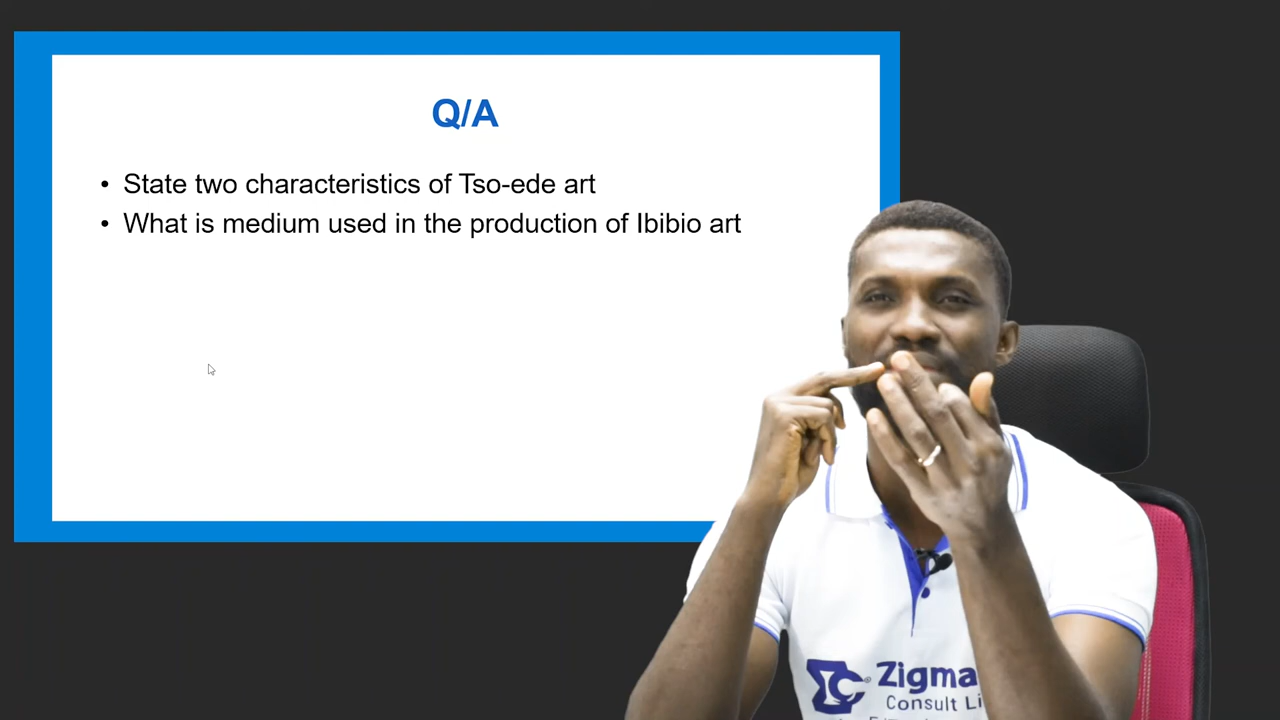 Q/A
• State two characteristics of Tso-ede art
• What is medium used in the production of Ibibio art
Zigma
Consult Li